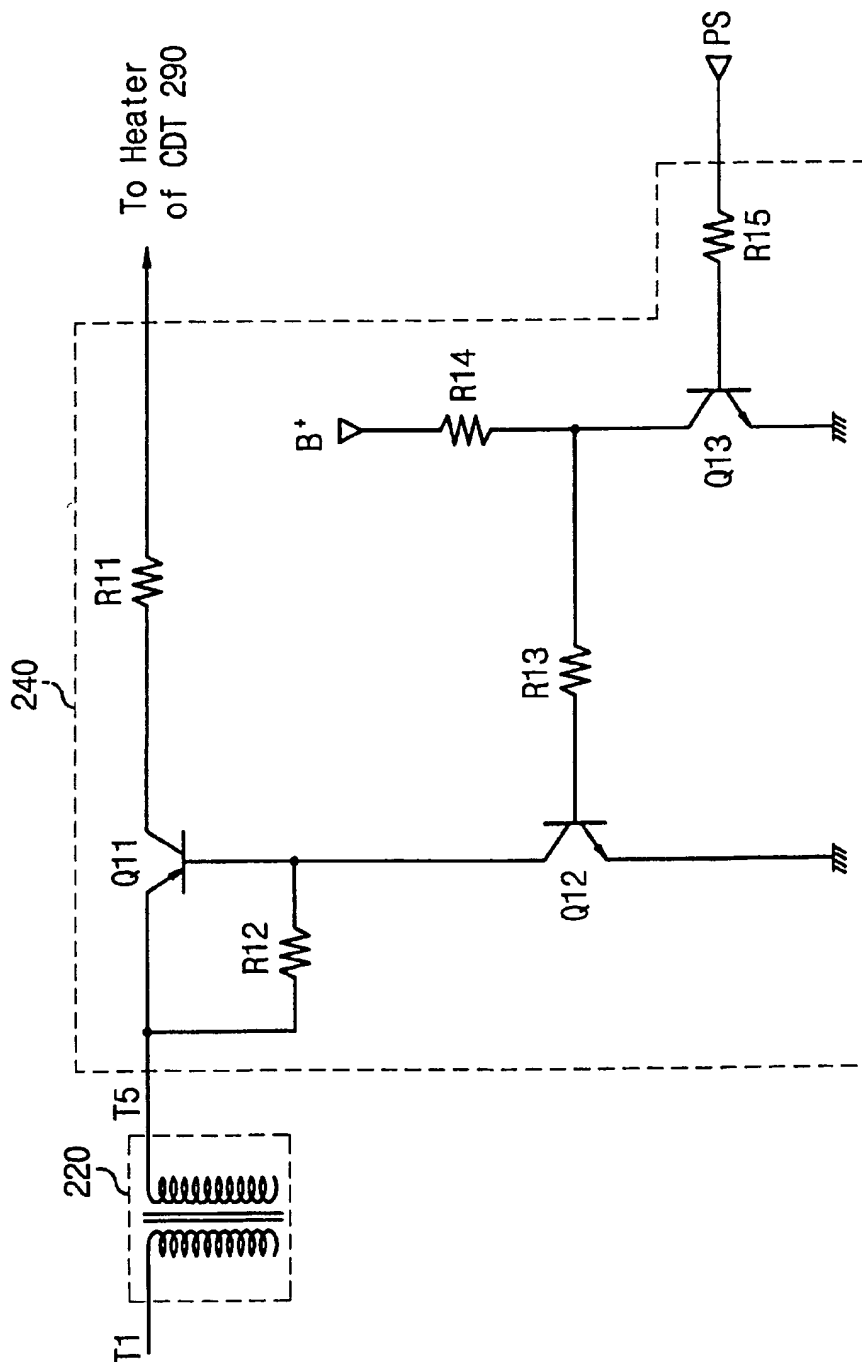 240
220
T1
T5
Q11
R11
To Heater
of CDT 290
R12
B+
R14
R13
Q12
Q13
R15
PS